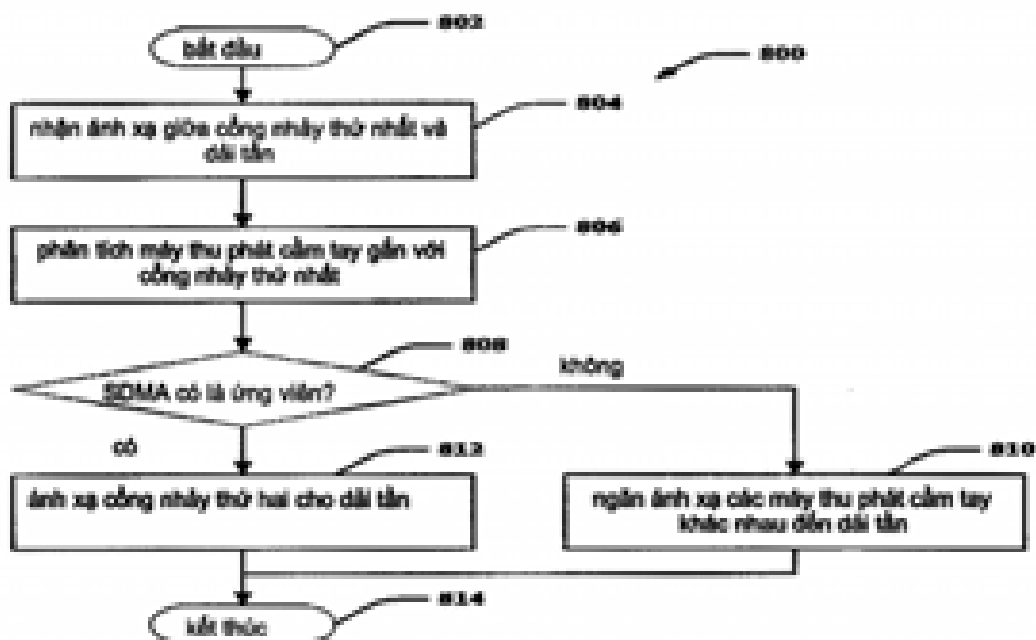 802
bắt đầu
800
804
nhận ánh xạ giữa cổng nhảy thứ nhất và
dải tần
806
phân tích máy thu phát cầm tay gắn với
cổng nhảy thứ nhất
808
SDMA có là ứng viên?
không
có
812
810
ánh xạ cổng nhảy thứ hai cho dải tần
ngăn ánh xạ các máy thu phát cầm tay
khác nhau đến dải tần
814
kết thúc